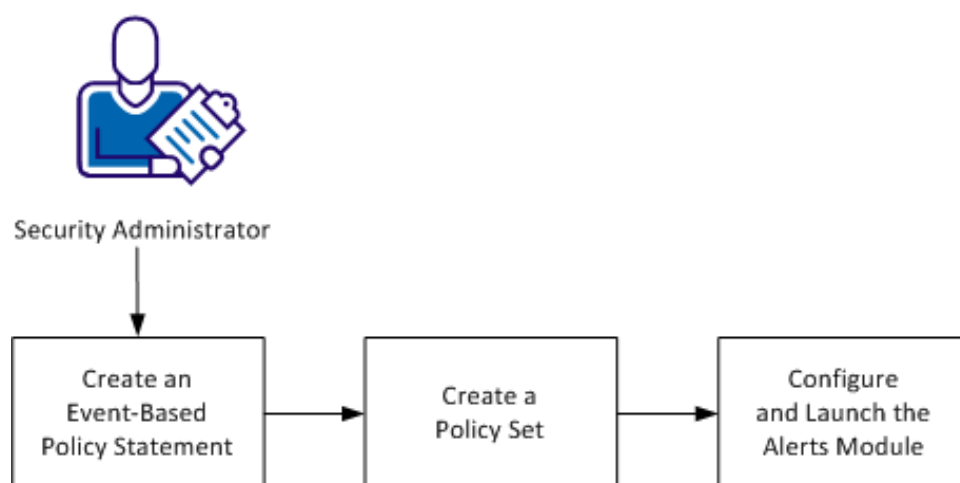 Security Administrator
Create an
Event-Based
Policy Statement
Create a
Policy Set
Configure
and Launch the
Alerts Module